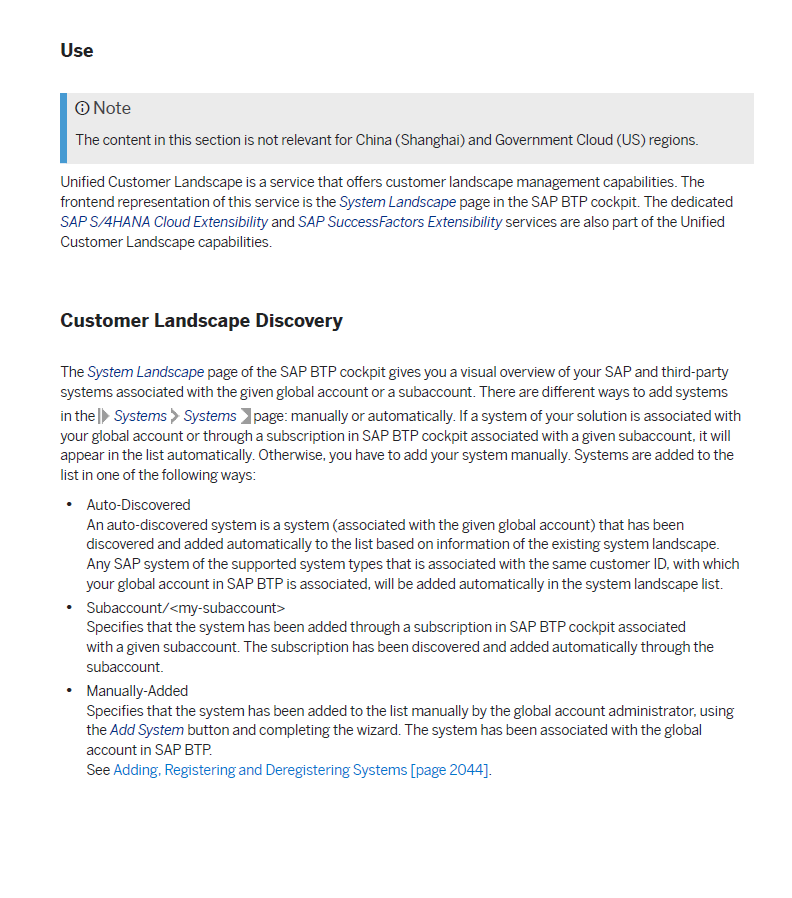 Use
Note
The content in this section is not relevant for China (Shanghai) and Government Cloud (US) regions.
Unified Customer Landscape is a service that offers customer landscape management capabilities. The
frontend representation of this service is the System Landscape page in the SAP BTP cockpit. The dedicated
SAP S/4HANA Cloud Extensibility and SAP SuccessFactors Extensibility services are also part of the Unified
Customer Landscape capabilities.
Customer Landscape Discovery
The System Landscape page of the SAP BTP cockpit gives you a visual overview of your SAP and third-party
systems associated with the given global account or a subaccount. There are different ways to add systems
in the Systems Systems page: manually or automatically. If a system of your solution is associated with
your global account or through a subscription in SAP BTP cockpit associated with a given subaccount, it will
appear in the list automatically. Otherwise, you have to add your system manually. Systems are added to the
list in one of the following ways:
• Auto-Discovered
An auto-discovered system is a system (associated with the given global account) that has been
discovered and added automatically to the list based on information of the existing system landscape.
Any SAP system of the supported system types that is associated with the same customer ID, with which
your global account in SAP BTP is associated, will be added automatically in the system landscape list.
• Subaccount/<my-subaccount>
Specifies that the system has been added through a subscription in SAP BTP cockpit associated
with a given subaccount. The subscription has been discovered and added automatically through the
subaccount.
• Manually-Added
Specifies that the system has been added to the list manually by the global account administrator, using
the Add System button and completing the wizard. The system has been associated with the global
account in SAP BTP.
See Adding, Registering and Deregistering Systems [page 2044].